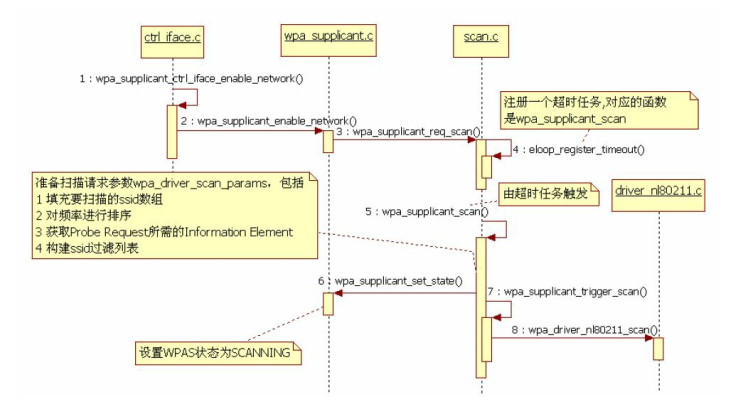 ctrl iface.c
wpa supplicant.c
scan.c
1 : wpa_supplicant_ctrl_iface_enable_network()
2 : wpa_supplicant_enable_network()
3 : wpa_supplicant_req_scan()
注册一个超时任务,对应的函数
是wpa_supplicant_scan
4 : eloop_register_timeout()
准备扫描请求参数wpa_driver_scan_params，包括
1 填充要扫描的ssid数组
2 对频率进行排序
3 获取Probe Request所需的Information Element
4 构建ssid过滤列表
由超时任务触发
driver_nl80211.c
5 : wpa_supplicant_scan()
6 : wpa_supplicant_set_state()
7 : wpa_supplicant_trigger_scan()
8 : wpa_driver_nl80211_scan()
设置WPAS状态为SCANNING